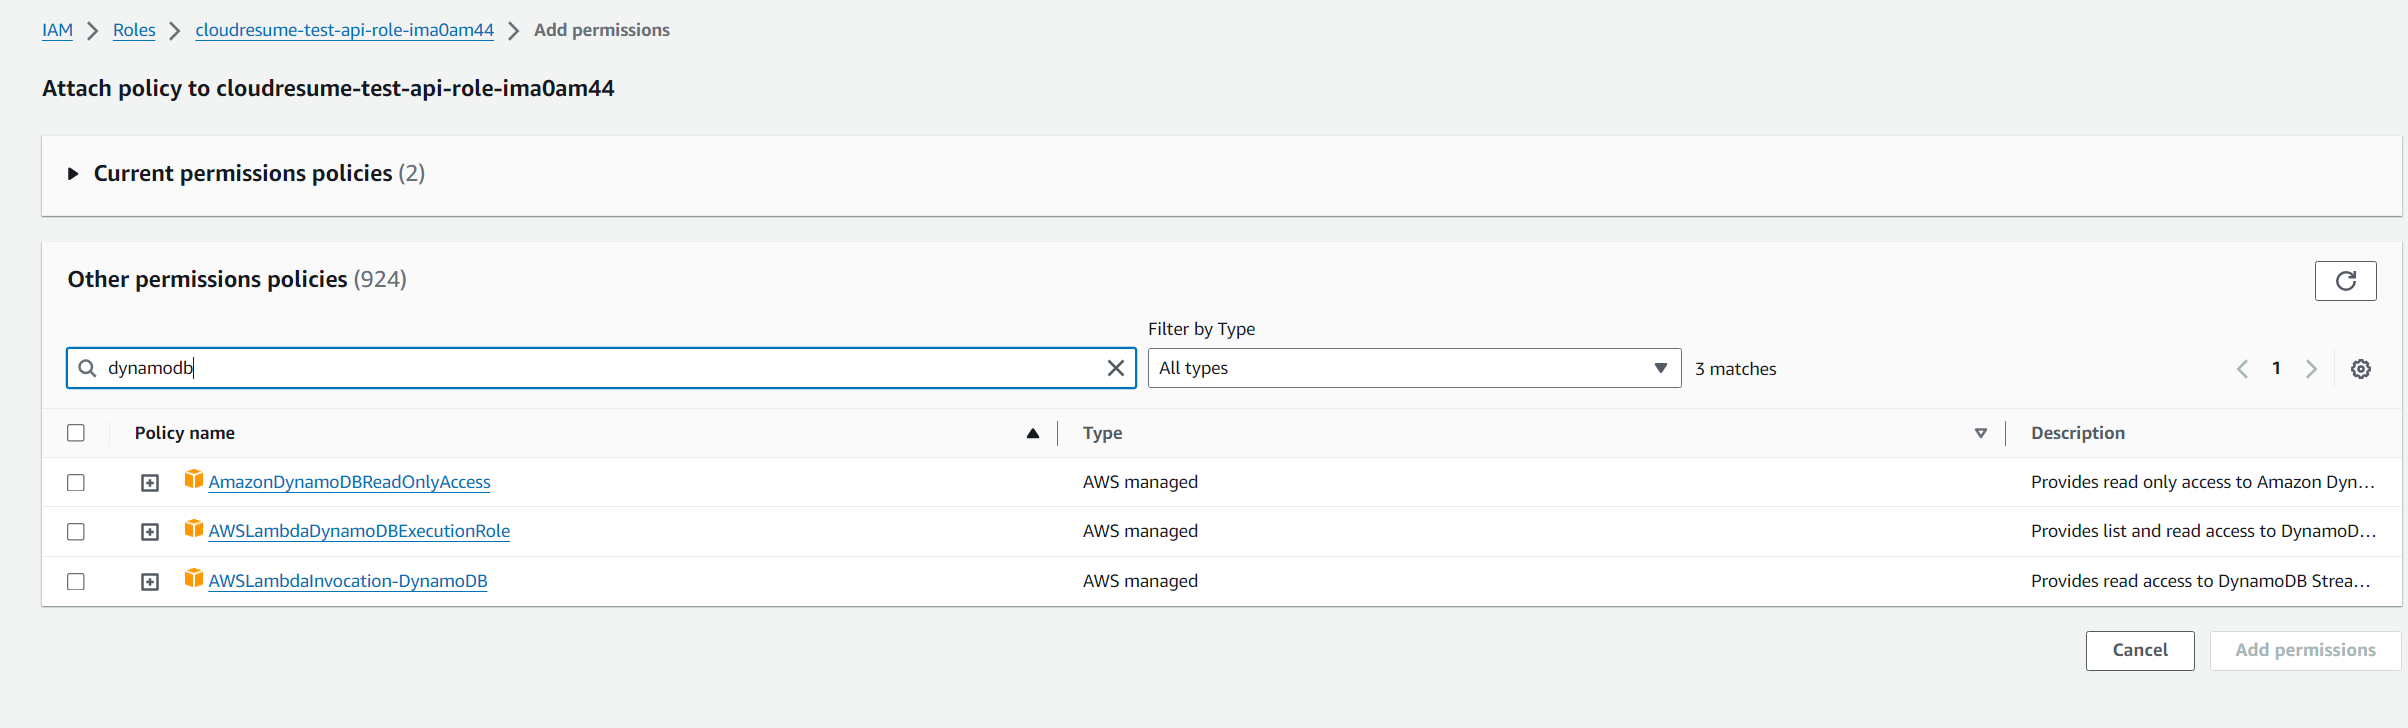 IAM > Roles > cloudresume-test-api-role-ima0am44 > Add permissions
Attach policy to cloudresume-test-api-role-ima0am44
Current permissions policies (2)
Other permissions policies (924)
Filter by Type
dynamodb All types 3 matches 1
Policy name Type Description
AmazonDynamoDBReadOnlyAccess AWS managed Provides read only access to Amazon Dyn...
AWSLambdaDynamoDBExecutionRole AWS managed Provides list and read access to DynamoD...
AWSLambdaInvocation-DynamoDB AWS managed Provides read access to DynamoDB Strea...
Cancel Add permissions